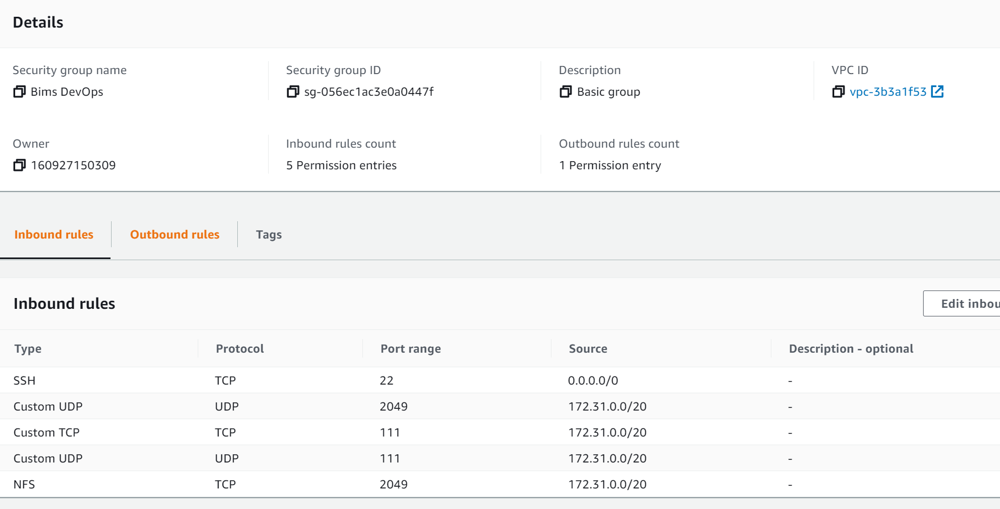 Details
Security group name
Bims DevOps
Security group ID
sg-056ec1ac3e0a0447f
Description
Basic group
VPC ID
vpc-3b3a1f53
Owner
160927150309
Inbound rules count
5 Permission entries
Outbound rules count
1 Permission entry
Inbound rules Outbound rules Tags
Inbound rules
Edit inbou
Type Protocol Port range Source Description - optional
SSH TCP 22 0.0.0.0/0 -
Custom UDP UDP 2049 172.31.0.0/20 -
Custom TCP TCP 111 172.31.0.0/20 -
Custom UDP UDP 111 172.31.0.0/20 -
NFS TCP 2049 172.31.0.0/20 -